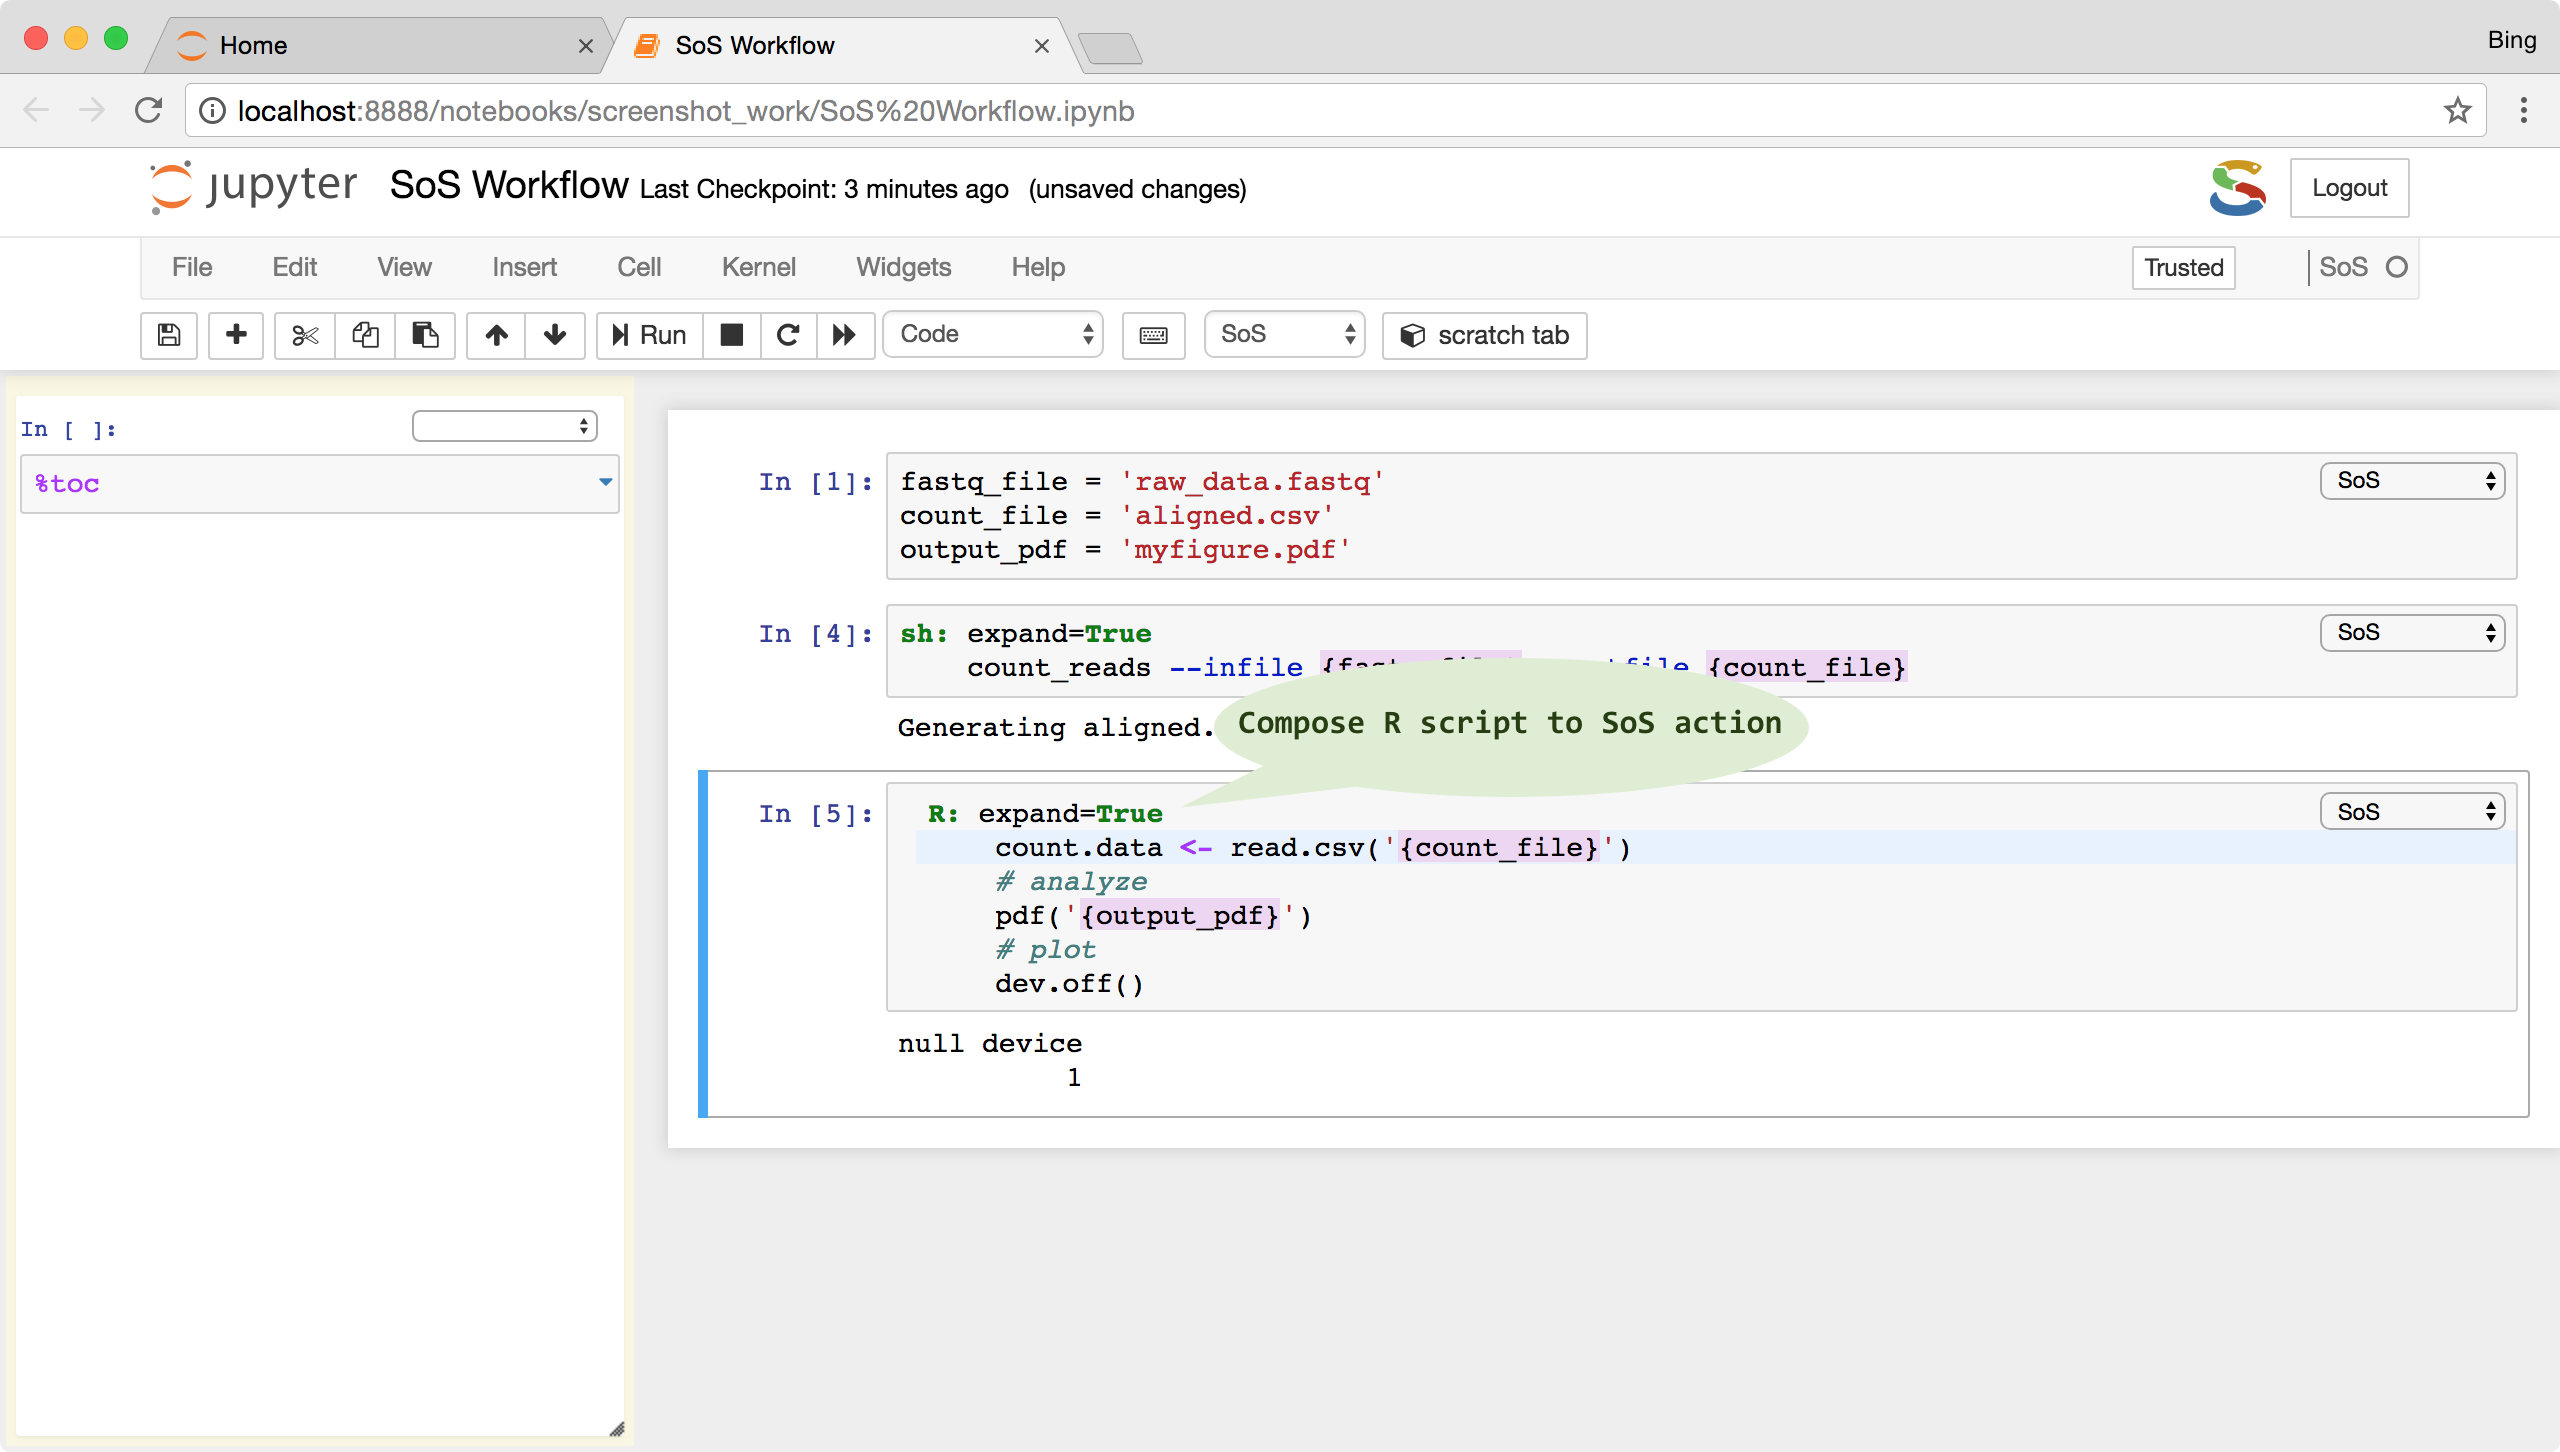 Home
SoS Workflow
Bing
localhost:8888/notebooks/screenshot_work/SoS%20Workflow.ipynb
jupyter SoS Workflow Last Checkpoint: 3 minutes ago (unsaved changes)
Logout
File Edit View Insert Cell Kernel Widgets Help
Trusted SoS
Run Code SoS scratch tab
In [ ]:
%toc
In [1]: fastq_file = 'raw_data.fastq' SoS
count_file = 'aligned.csv'
output_pdf = 'myfigure.pdf'
In [4]: sh: expand=True SoS
count_reads --infile {count_file}
Generating aligned.
Compose R script to SoS action
In [5]: R: expand=True SoS
count.data <- read.csv('{count_file}')
# analyze
pdf('{output_pdf}')
# plot
dev.off()
null device
1